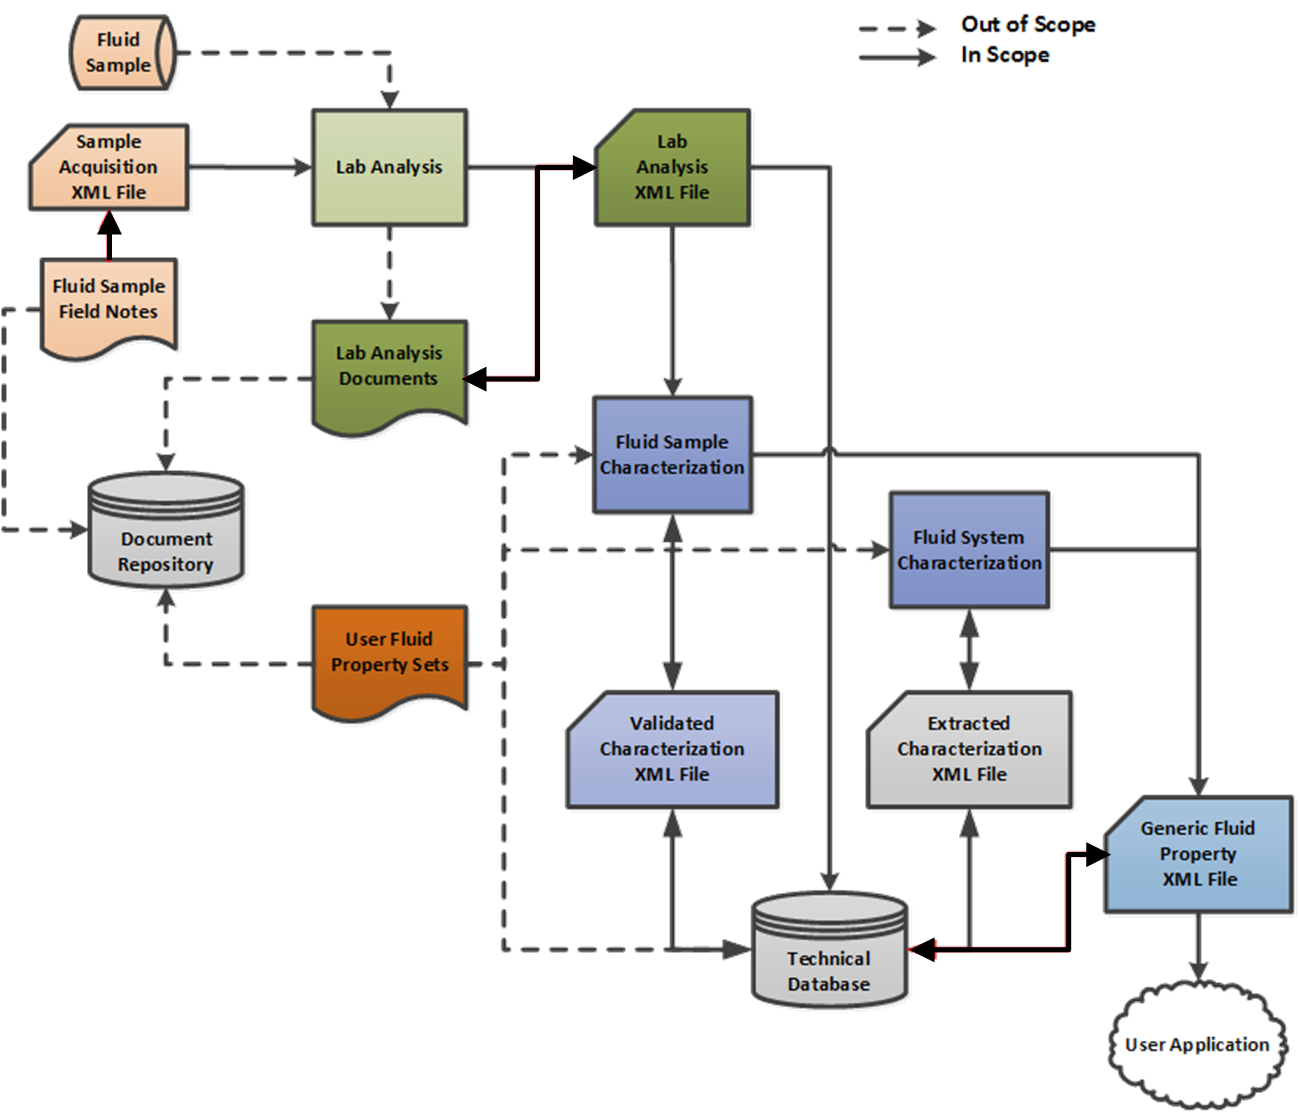 Out of Scope
In Scope
Fluid
Sample
Sample
Acquisition
XML File
Lab Analysis
Lab
Analysis
XML File
Fluid Sample
Field Notes
Lab Analysis
Documents
Fluid Sample
Characterization
Document
Repository
Fluid System
Characterization
User Fluid
Property Sets
Validated
Characterization
XML File
Extracted
Characterization
XML File
Generic Fluid
Property
XML File
Technical
Database
User Application